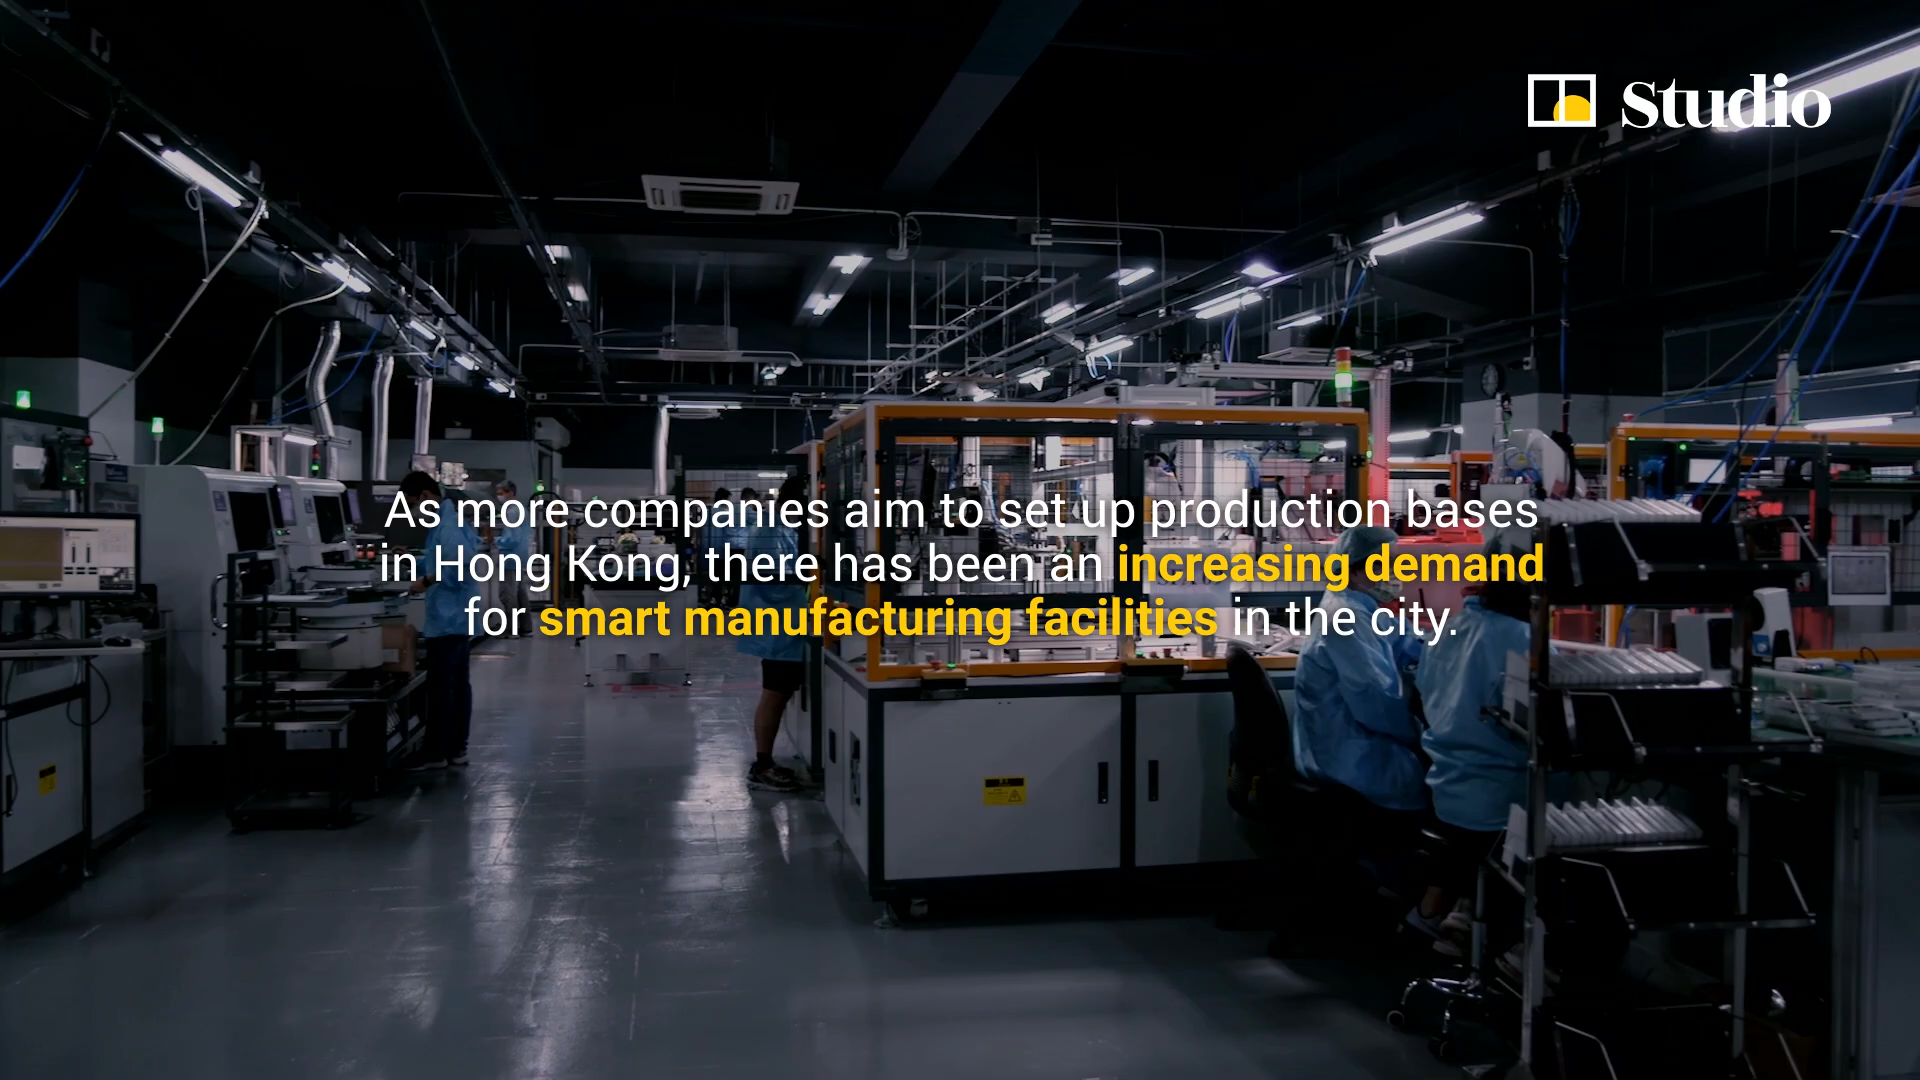 Studio
As more companies aim to set up production bases
in Hong Kong, there has been an increasing demand
for smart manufacturing facilities in the city.